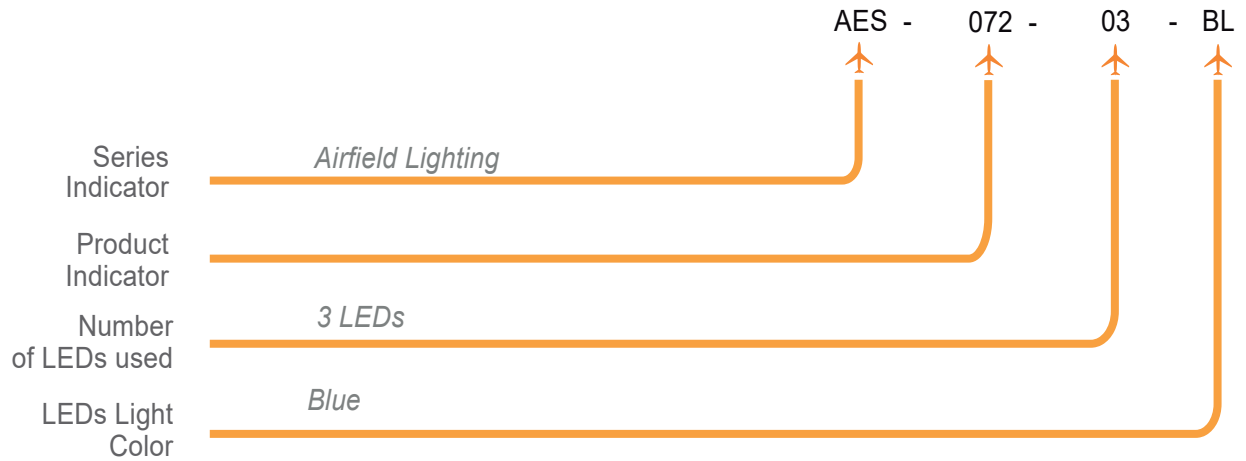 AES - 072 - 03 - BL
Series
Indicator
Airfield Lighting
Product
Indicator
Number
of LEDs used
3 LEDs
LEDs Light
Color
Blue